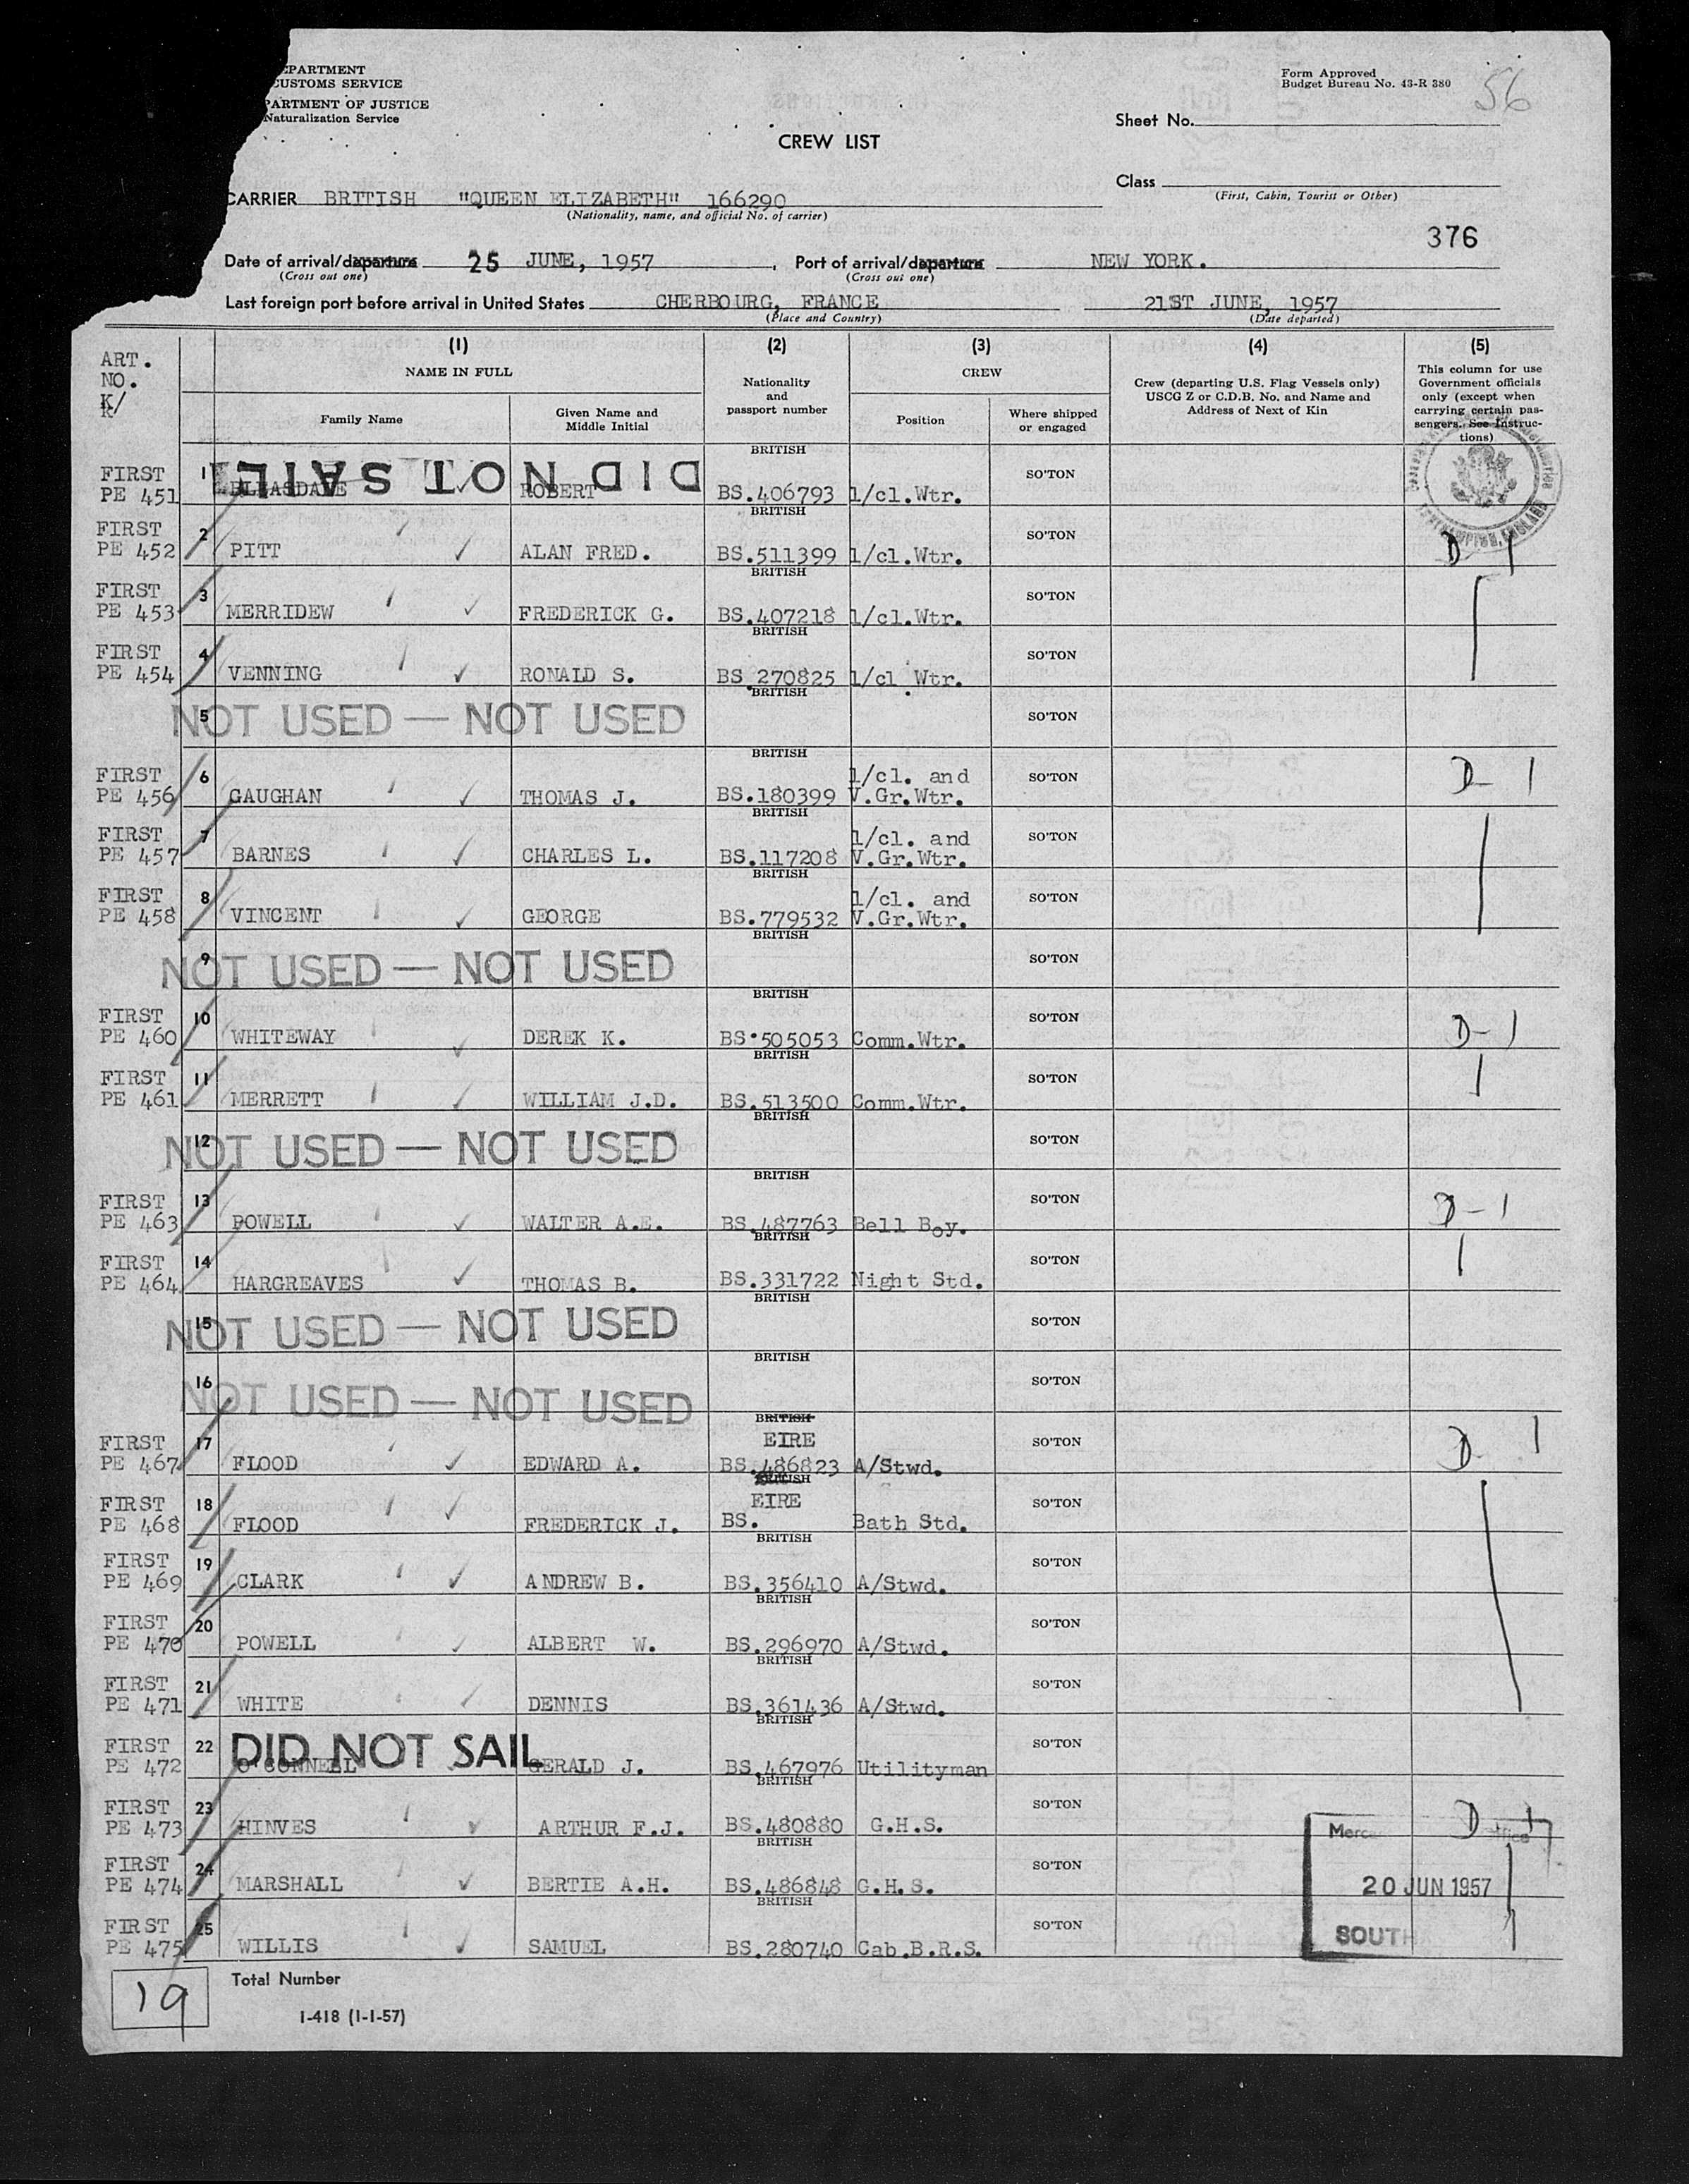 EPARTMENT
CUSTOMS SERVICE
PARTMENT OF JUSTICE
Naturalization Service
Form Approved
Budget Bureau No. 43-R 380
56
Sheet No.
CREW LIST
Class
(First, Cabin, Tourist or Other)
CARRIER BRITISH "QUEEN ELIZABETH" 166290
(Nationality, name, and official No. of carrier)
376
Date of arrival/departure 25 JUNE, 1957, Port of arrival/departure NEW YORK.
(Cross out one) (Cross out one)
Last foreign port before arrival in United States CHERBOURG, FRANCE 21ST JUNE, 1957
(Place and Country) (Date departed)
ART.
NO.
K/
(1) (2) (3) (4) (5)
NAME IN FULL
Family Name
Given Name and
Middle Initial
Nationality
and
passport number
CREW
Position
Where shipped
or engaged
Crew (departing U.S. Flag Vessels only)
USCG Z or C.D.B. No. and Name and
Address of Next of Kin
This column for use
Government officials
only (except when
carrying certain pas-
sengers. See Instruc-
tions)
BRITISH
FIRST 1 DID NOT SAIL SO'TON
PE 451 BLEASDALE ROBERT BS.406793 1/cl.Wtr.
BRITISH
FIRST 2 SO'TON
PE 452 PITT ALAN FRED. BS.511399 1/cl.Wtr. D 1
BRITISH
FIRST 3 SO'TON
PE 453 MERRIDEW FREDERICK G. BS.407218 1/cl.Wtr.
BRITISH
FIRST 4 SO'TON
PE 454 VENNING RONALD S. BS 270825 1/cl Wtr.
BRITISH
5 NOT USED — NOT USED SO'TON
BRITISH
FIRST 6 1/cl. and SO'TON D- 1
PE 456 GAUGHAN THOMAS J. BS.180399 V.Gr.Wtr.
BRITISH
FIRST 7 1/cl. and SO'TON
PE 457 BARNES CHARLES L. BS.117208 V.Gr.Wtr.
BRITISH
FIRST 8 1/cl. and SO'TON
PE 458 VINCENT GEORGE BS.779532 V.Gr.Wtr.
BRITISH
9 NOT USED — NOT USED SO'TON
BRITISH
FIRST 10 SO'TON
PE 460 WHITEWAY DEREK K. BS.505053 Comm.Wtr. D- 1
BRITISH
FIRST 11 SO'TON
PE 461 MERRETT WILLIAM J.D. BS.513500 Comm.Wtr.
BRITISH
12 NOT USED — NOT USED SO'TON
BRITISH
FIRST 13 SO'TON
PE 463 POWELL WALTER A.E. BS.487763 Bell Boy. D- 1
BRITISH
FIRST 14 SO'TON
PE 464 HARGREAVES THOMAS B. BS.331722 Night Std.
BRITISH
15 NOT USED — NOT USED SO'TON
BRITISH
16 NOT USED — NOT USED SO'TON
BRITISH
FIRST 17 EIRE SO'TON
PE 467 FLOOD EDWARD A. BS.486823 A/Stwd. D 1
BRITISH
FIRST 18 EIRE SO'TON
PE 468 FLOOD FREDERICK J. BS. Bath Std.
BRITISH
FIRST 19 SO'TON
PE 469 CLARK ANDREW B. BS.356410 A/Stwd.
BRITISH
FIRST 20 SO'TON
PE 470 POWELL ALBERT W. BS.296970 A/Stwd.
BRITISH
FIRST 21 SO'TON
PE 471 WHITE DENNIS BS.361436 A/Stwd.
BRITISH
FIRST 22 DID NOT SAIL SO'TON
PE 472 O'CONNELL GERALD J. BS.467976 Utilityman
BRITISH
FIRST 23 SO'TON
PE 473 HINVES ARTHUR F.J. BS.480880 G.H.S. D 1
BRITISH
FIRST 24 SO'TON
PE 474 MARSHALL BERTIE A.H. BS.486848 G.H.S.
BRITISH
FIRST 25 SO'TON
PE 475 WILLIS SAMUEL BS.280740 Cab.B.R.S.
20 JUN 1957
SOUTH
19
Total Number
I-418 (1-1-57)